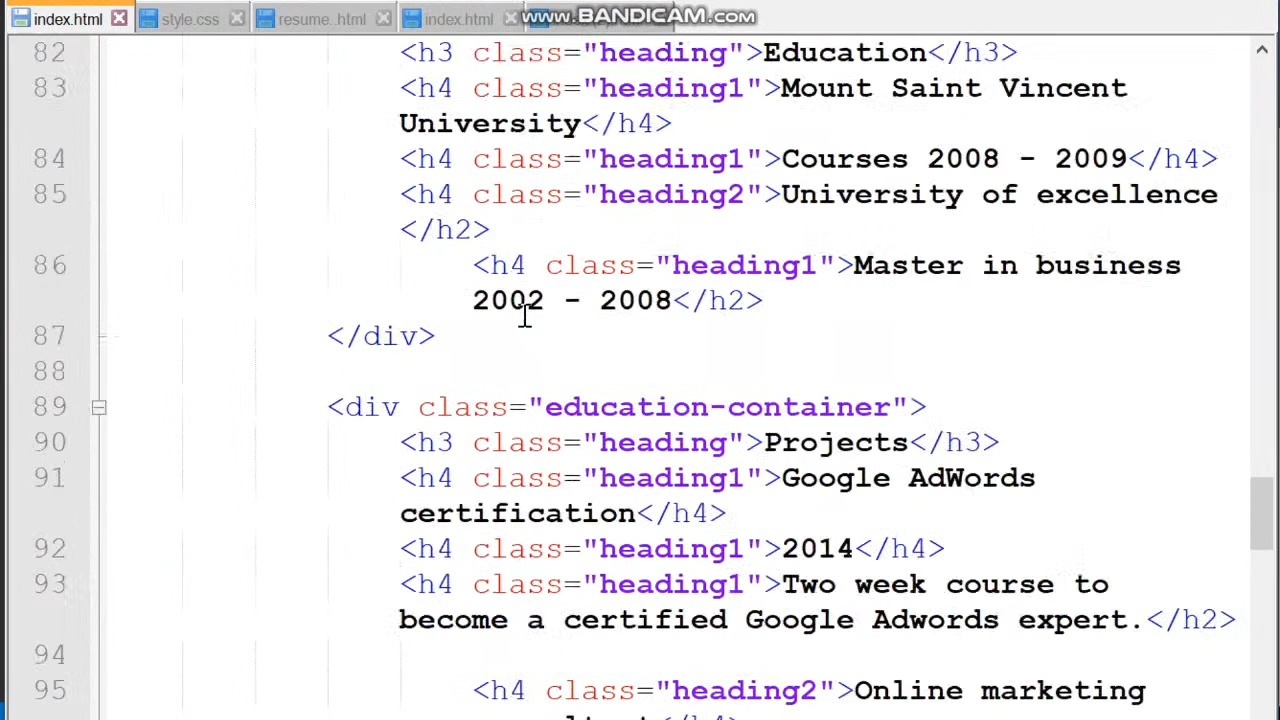 index.html style.css resume..html index.html
www.BANDICAM.com
82 <h3 class="heading">Education</h3>
83 <h4 class="heading1">Mount Saint Vincent
University</h4>
84 <h4 class="heading1">Courses 2008 - 2009</h4>
85 <h4 class="heading2">University of excellence
</h2>
86 <h4 class="heading1">Master in business
2002 - 2008</h2>
87 </div>
88
89 <div class="education-container">
90 <h3 class="heading">Projects</h3>
91 <h4 class="heading1">Google AdWords
certification</h4>
92 <h4 class="heading1">2014</h4>
93 <h4 class="heading1">Two week course to
become a certified Google Adwords expert.</h2>
94
95 <h4 class="heading2">Online marketing